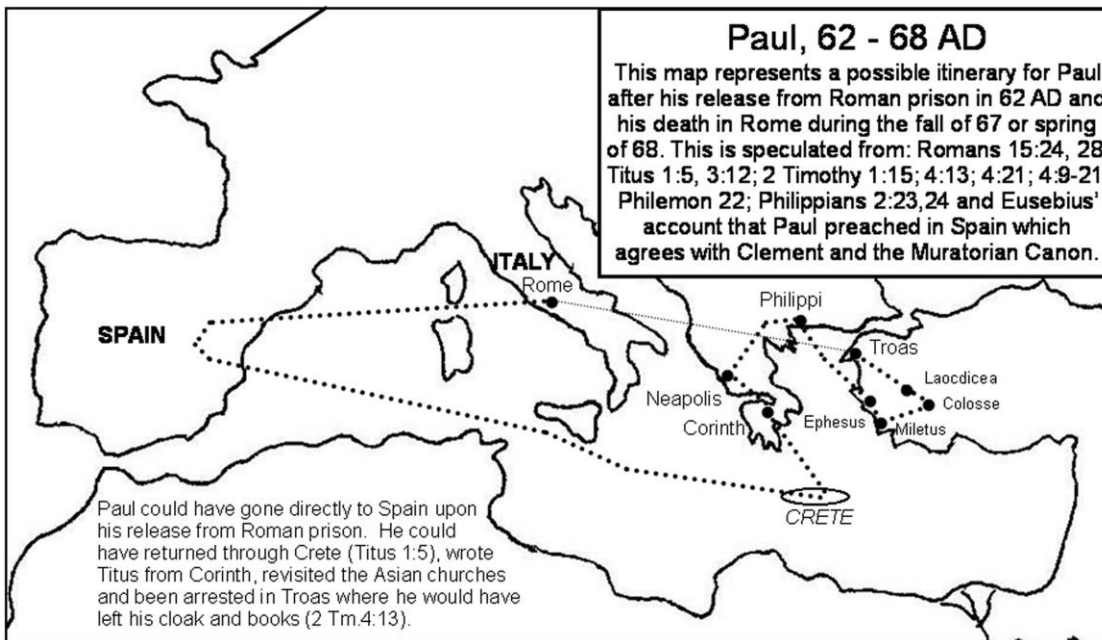 Paul, 62 - 68 AD
This map represents a possible itinerary for Paul
after his release from Roman prison in 62 AD and
his death in Rome during the fall of 67 or spring
of 68. This is speculated from: Romans 15:24, 28
Titus 1:5, 3:12; 2 Timothy 1:15; 4:13; 4:21; 4:9-21
Philemon 22; Philippians 2:23,24 and Eusebius'
account that Paul preached in Spain which
agrees with Clement and the Muratorian Canon.
ITALY
Rome
SPAIN
Philippi
Troas
Laocdicea
Colosse
Neapolis
Corinth
Ephesus
Miletus
CRETE
Paul could have gone directly to Spain upon
his release from Roman prison. He could
have returned through Crete (Titus 1:5), wrote
Titus from Corinth, revisited the Asian churches
and been arrested in Troas where he would have
left his cloak and books (2 Tm.4:13).